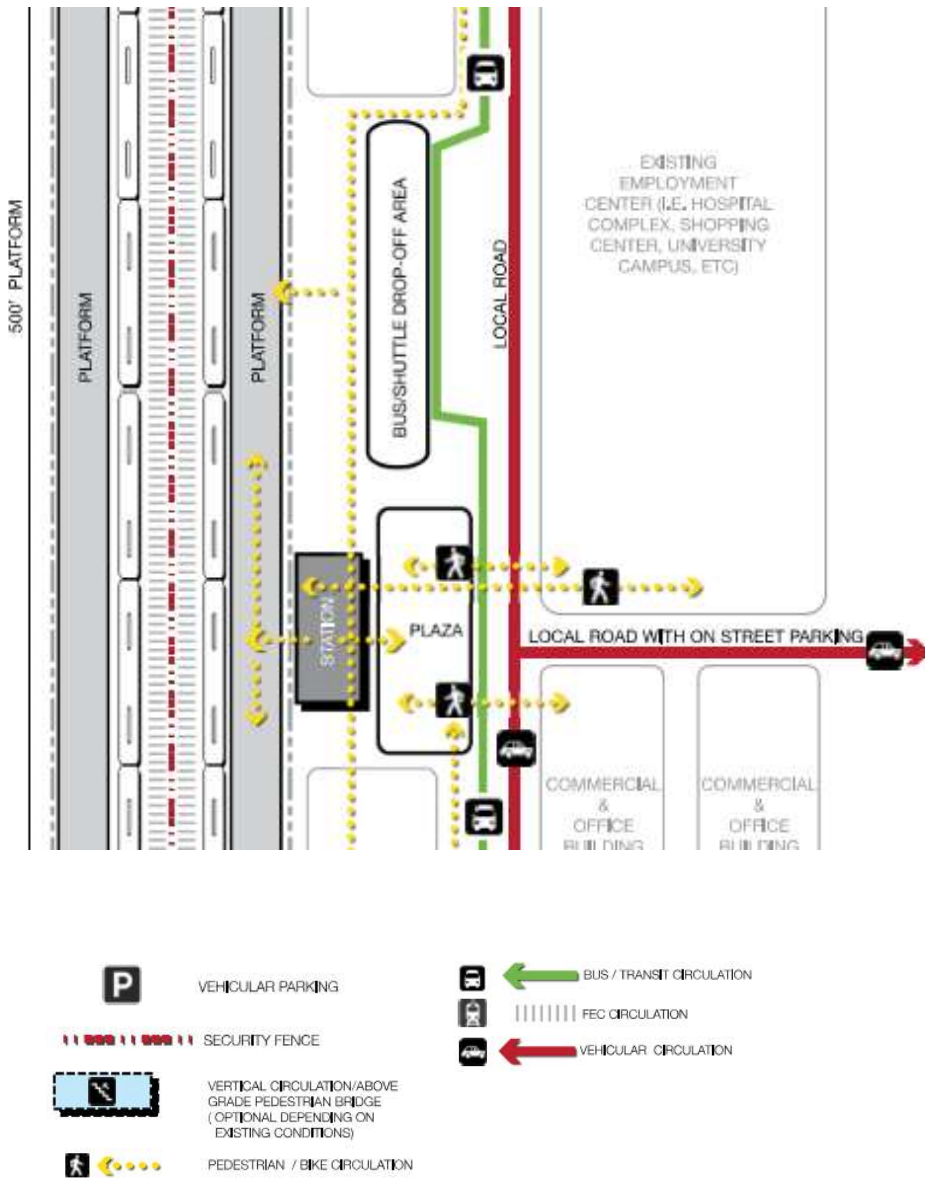 500' PLATFORM
PLATFORM
PLATFORM
BUS/SHUTTLE DROP-OFF AREA
LOCAL ROAD
EXISTING
EMPLOYMENT
CENTER (I.E. HOSPITAL
COMPLEX, SHOPPING
CENTER, UNIVERSITY
CAMPUS, ETC)
STATION
PLAZA
LOCAL ROAD WITH ON STREET PARKING
COMMERCIAL
&
OFFICE
BUILDING
COMMERCIAL
&
OFFICE
BUILDING
P
VEHICULAR PARKING
SECURITY FENCE
VERTICAL CIRCULATION/ABOVE
GRADE PEDESTRIAN BRIDGE
( OPTIONAL DEPENDING ON
EXISTING CONDITIONS)
PEDESTRIAN / BIKE CIRCULATION
BUS / TRANSIT CIRCULATION
FEC CIRCULATION
VEHICULAR CIRCULATION